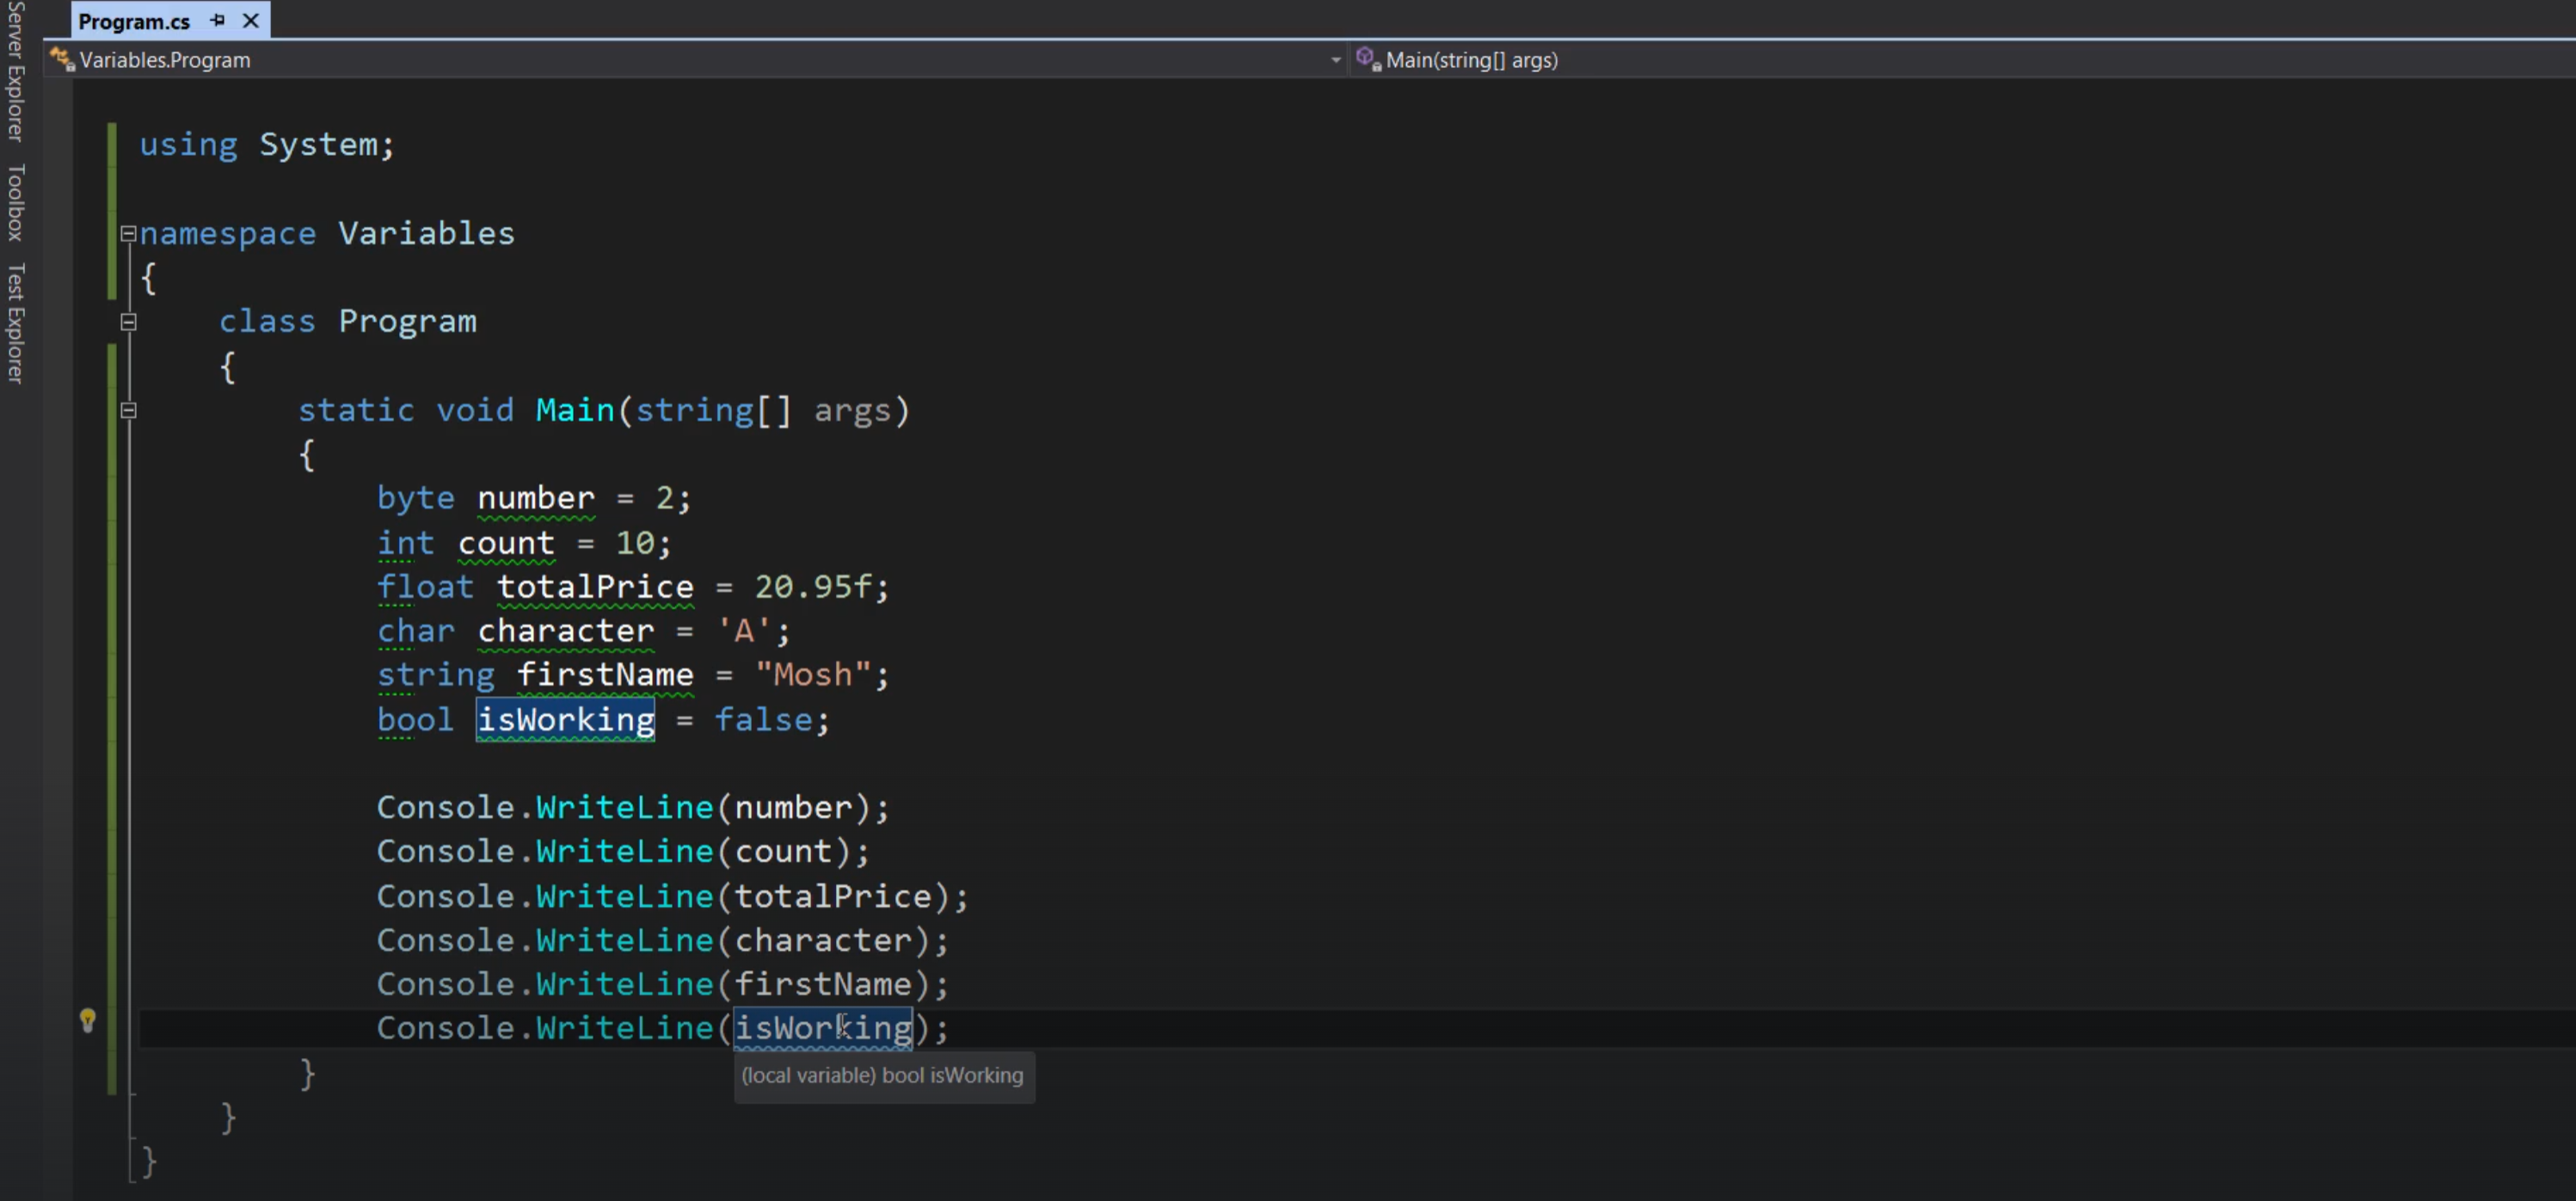 Server Explorer
Toolbox
Test Explorer
Program.cs
Variables.Program
Main(string[] args)
using System;
namespace Variables
{
    class Program
    {
        static void Main(string[] args)
        {
            byte number = 2;
            int count = 10;
            float totalPrice = 20.95f;
            char character = 'A';
            string firstName = "Mosh";
            bool isWorking = false;

            Console.WriteLine(number);
            Console.WriteLine(count);
            Console.WriteLine(totalPrice);
            Console.WriteLine(character);
            Console.WriteLine(firstName);
            Console.WriteLine(isWorking);
(local variable) bool isWorking
        }
    }
}